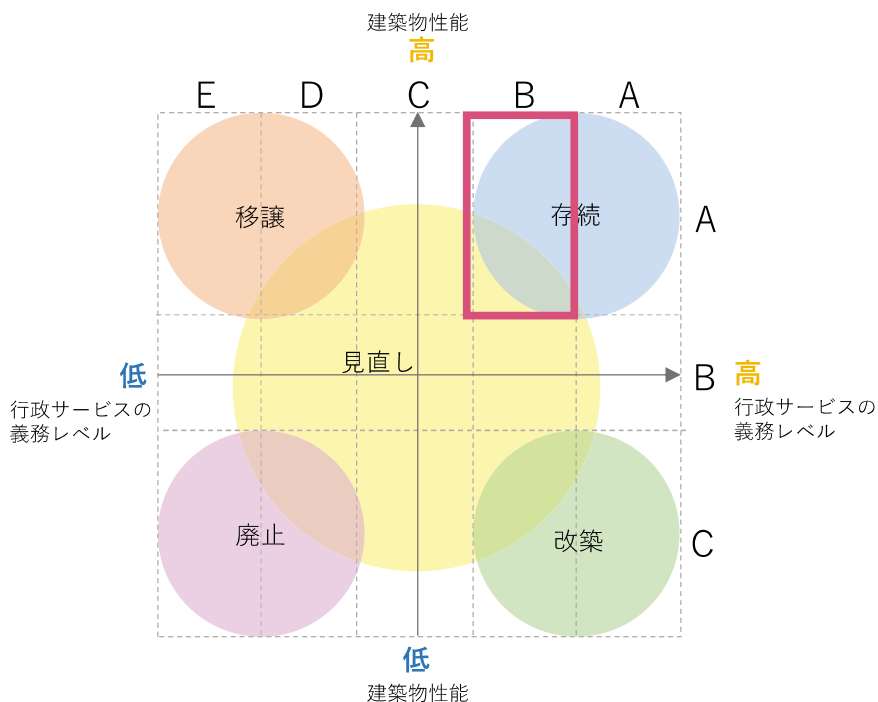 建築物性能
高
E D C B A
移譲
存続
A
見直し
低
B
高
行政サービスの
義務レベル
行政サービスの
義務レベル
廃止
改築
C
低
建築物性能